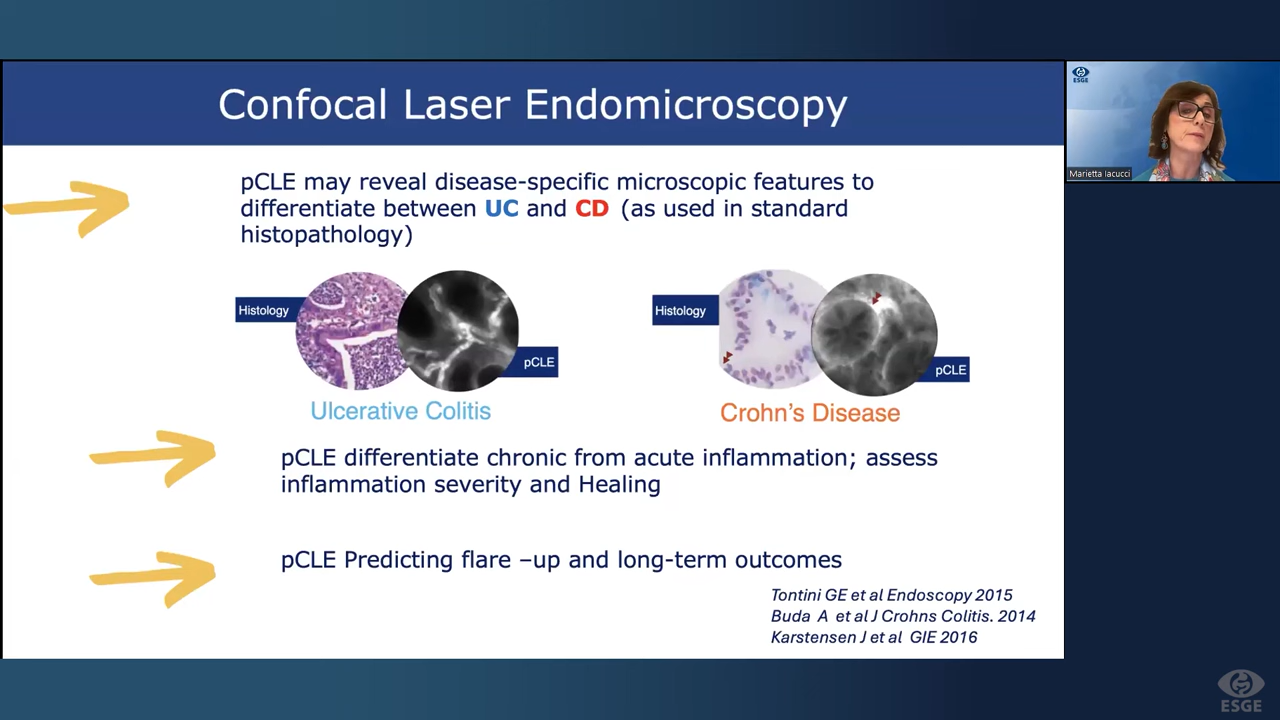 Confocal Laser Endomicroscopy
pCLE may reveal disease-specific microscopic features to
differentiate between UC and CD (as used in standard
histopathology)
Histology
pCLE
Ulcerative Colitis
Histology
pCLE
Crohn's Disease
pCLE differentiate chronic from acute inflammation; assess
inflammation severity and Healing
pCLE Predicting flare –up and long-term outcomes
Tontini GE et al Endoscopy 2015
Buda A et al J Crohns Colitis. 2014
Karstensen J et al GIE 2016
ESGE
Marietta Iacucci
ESGE